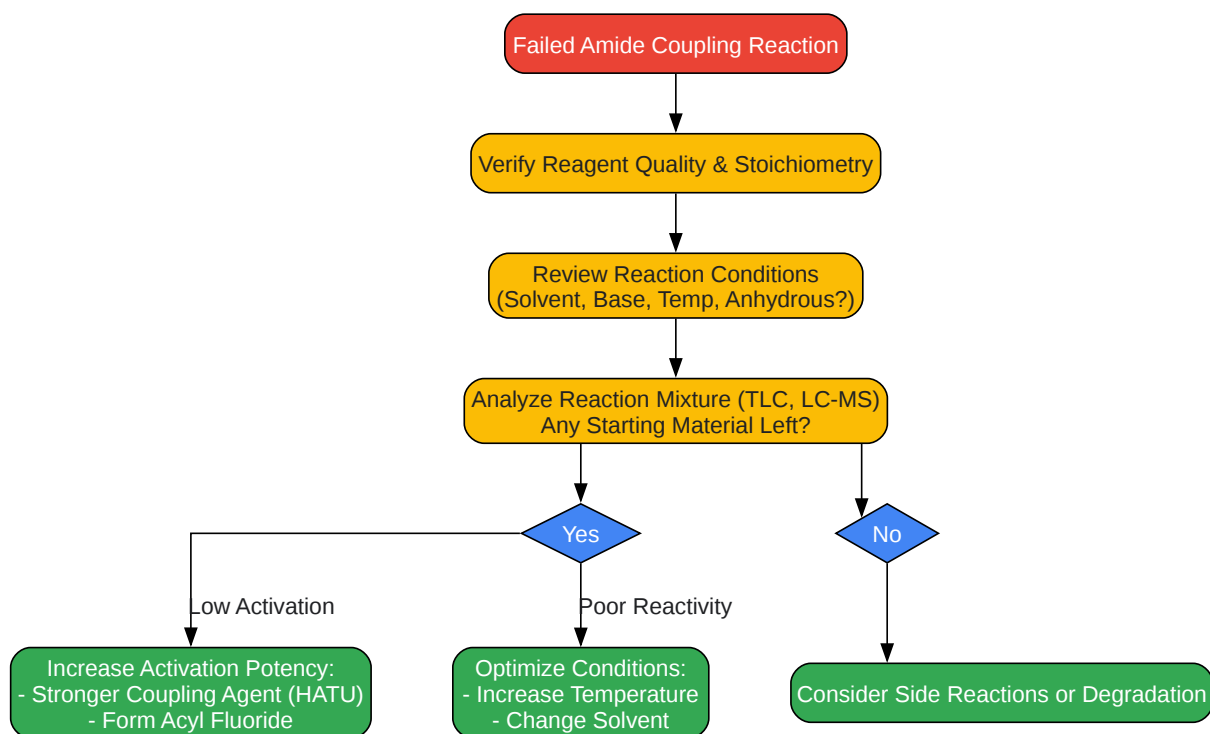 Failed Amide Coupling Reaction
Verify Reagent Quality & Stoichiometry
Review Reaction Conditions
(Solvent, Base, Temp, Anhydrous?)
Analyze Reaction Mixture (TLC, LC-MS)
Any Starting Material Left?
Yes
No
Low Activation
Poor Reactivity
Increase Activation Potency:
- Stronger Coupling Agent (HATU)
- Form Acyl Fluoride
Optimize Conditions:
- Increase Temperature
- Change Solvent
Consider Side Reactions or Degradation